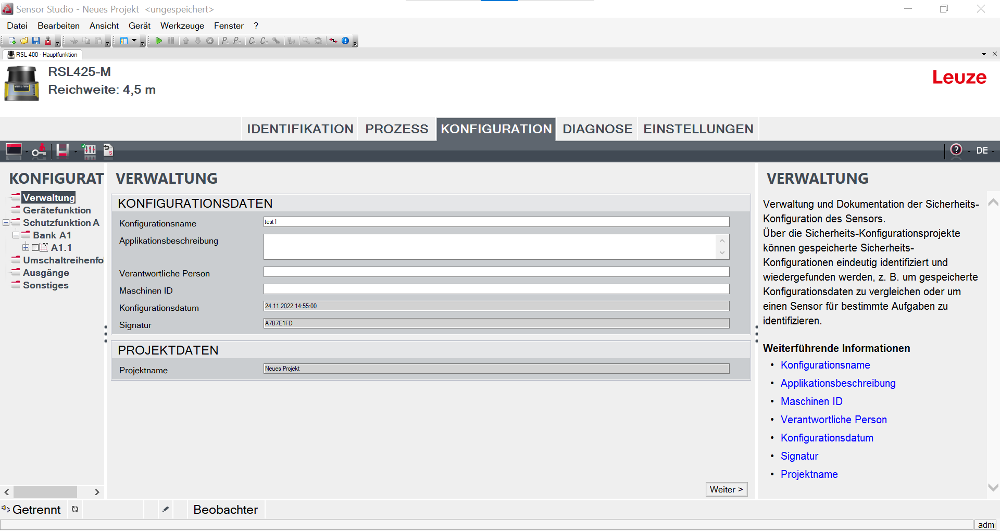 Sensor Studio - Neues Projekt <ungespeichert>
Datei Bearbeiten Ansicht Gerät Werkzeuge Fenster ?
RSL 400 - Hauptfunktion
RSL425-M
Reichweite: 4,5 m
Leuze
IDENTIFIKATION PROZESS KONFIGURATION DIAGNOSE EINSTELLUNGEN
DE
KONFIGURAT
Verwaltung
Gerätefunktion
Schutzfunktion A
Bank A1
A1.1
Umschaltreihenfol
Ausgänge
Sonstiges
VERWALTUNG
KONFIGURATIONSDATEN
Konfigurationsname test1
Applikationsbeschreibung
Verantwortliche Person
Maschinen ID
Konfigurationsdatum 24.11.2022 14:55:00
Signatur A7B7E1FD
PROJEKTDATEN
Projektname Neues Projekt
Weiter >
VERWALTUNG
Verwaltung und Dokumentation der Sicherheits-
Konfiguration des Sensors.
Über die Sicherheits-Konfigurationsprojekte
können gespeicherte Sicherheits-
Konfigurationen eindeutig identifiziert und
wiedergefunden werden, z. B. um gespeicherte
Konfigurationsdaten zu vergleichen oder um
einen Sensor für bestimmte Aufgaben zu
identifizieren.
Weiterführende Informationen
• Konfigurationsname
• Applikationsbeschreibung
• Maschinen ID
• Verantwortliche Person
• Konfigurationsdatum
• Signatur
• Projektname
Getrennt Beobachter
admi